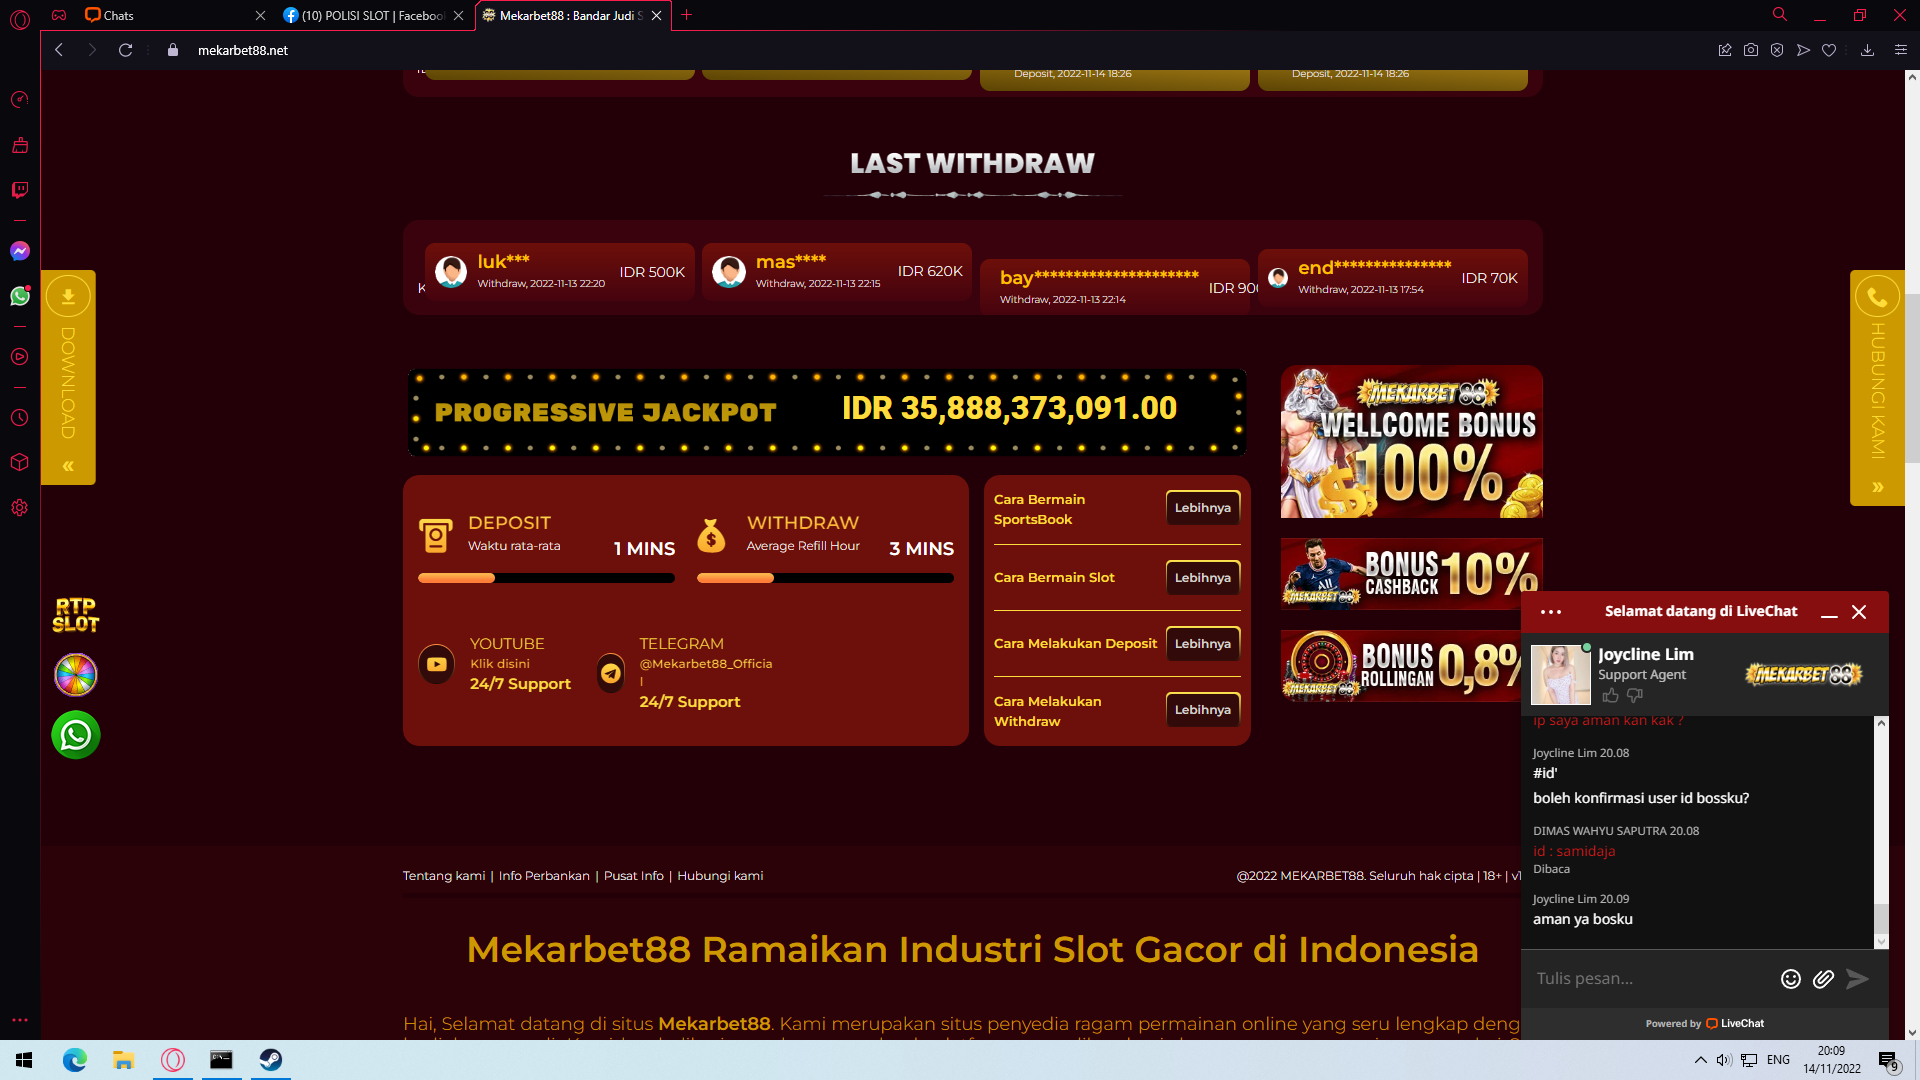 Chats
(10) POLISI SLOT | Faceboo
Mekarbet88 : Bandar Judi S
mekarbet88.net
Deposit, 2022-11-14 18:26
Deposit, 2022-11-14 18:26
LAST WITHDRAW
K
luk***
Withdraw, 2022-11-13 22:20
IDR 500K
mas****
Withdraw, 2022-11-13 22:15
IDR 620K
bay*********************
Withdraw, 2022-11-13 22:14
IDR 900
end***************
Withdraw, 2022-11-13 17:54
IDR 70K
DOWNLOAD
HUBUNGI KAMI
PROGRESSIVE JACKPOT
IDR 35,888,373,091.00
MEKARBET88
WELLCOME BONUS
100%
DEPOSIT
Waktu rata-rata
1 MINS
WITHDRAW
Average Refill Hour
3 MINS
Cara Bermain
SportsBook
Lebihnya
Cara Bermain Slot
Lebihnya
Cara Melakukan Deposit
Lebihnya
Cara Melakukan
Withdraw
Lebihnya
BONUS
CASHBACK
10%
MEKARBET88
BONUS
ROLLINGAN
0,8%
MEKARBET88
RTP
SLOT
YOUTUBE
Klik disini
24/7 Support
TELEGRAM
@Mekarbet88_Officia
l
24/7 Support
Selamat datang di LiveChat
Joycline Lim
Support Agent
MEKARBET88
ip saya aman kan kak ?
Joycline Lim 20.08
#id'
boleh konfirmasi user id bossku?
DIMAS WAHYU SAPUTRA 20.08
id : samidaja
Dibaca
Joycline Lim 20.09
aman ya bosku
Tulis pesan...
Powered by LiveChat
Tentang kami | Info Perbankan | Pusat Info | Hubungi kami
@2022 MEKARBET88. Seluruh hak cipta | 18+ | v1
Mekarbet88 Ramaikan Industri Slot Gacor di Indonesia
Hai, Selamat datang di situs Mekarbet88. Kami merupakan situs penyedia ragam permainan online yang seru lengkap deng
ENG
20:09
14/11/2022
9